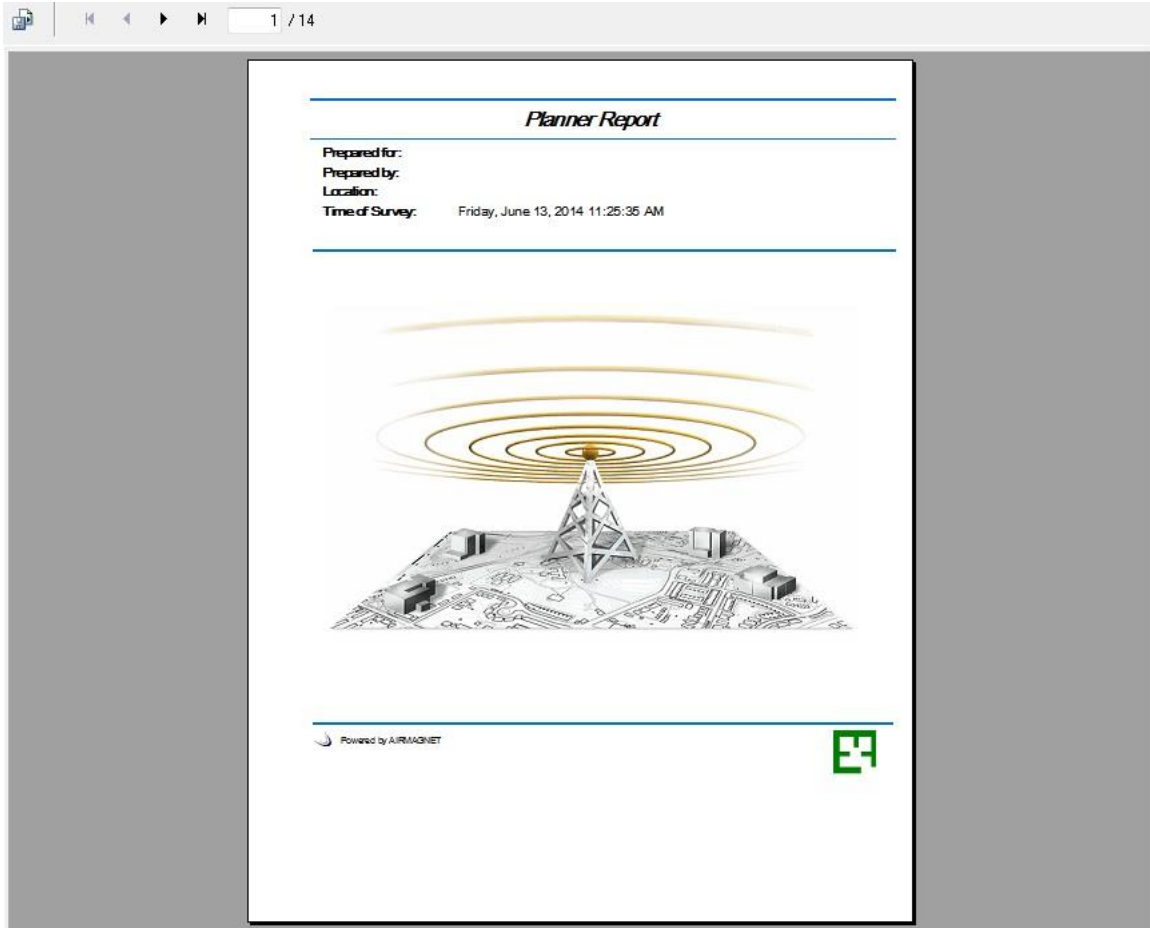 1 / 14
Planner Report
Prepared for:
Prepared by:
Location:
Time of Survey: Friday, June 13, 2014 11:25:35 AM
Powered by AIRMAGNET